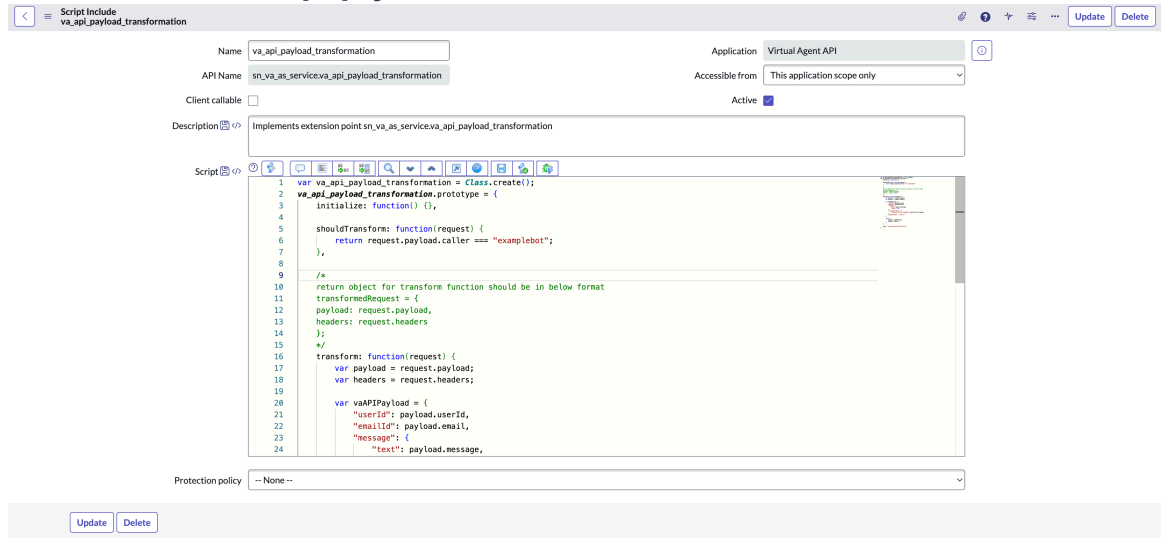 Script Include
va_api_payload_transformation
Update
Delete
Name
va_api_payload_transformation
Application
Virtual Agent API
API Name
sn_va_as_service.va_api_payload_transformation
Accessible from
This application scope only
Client callable
Active
Description
Implements extension point sn_va_as_service.va_api_payload_transformation
Script
1 var va_api_payload_transformation = Class.create();
2 va_api_payload_transformation.prototype = {
3 initialize: function() {},
4
5 shouldTransform: function(request) {
6 return request.payload.caller === "examplebot";
7 },
8
9 /*
10 return object for transform function should be in below format
11 transformedRequest = {
12 payload: request.payload,
13 headers: request.headers
14 };
15 */
16 transform: function(request) {
17 var payload = request.payload;
18 var headers = request.headers;
19
20 var vaAPIPayload = {
21 "userId": payload.userId,
22 "emailId": payload.email,
23 "message": {
24 "text": payload.message,
Protection policy
-- None --
Update
Delete